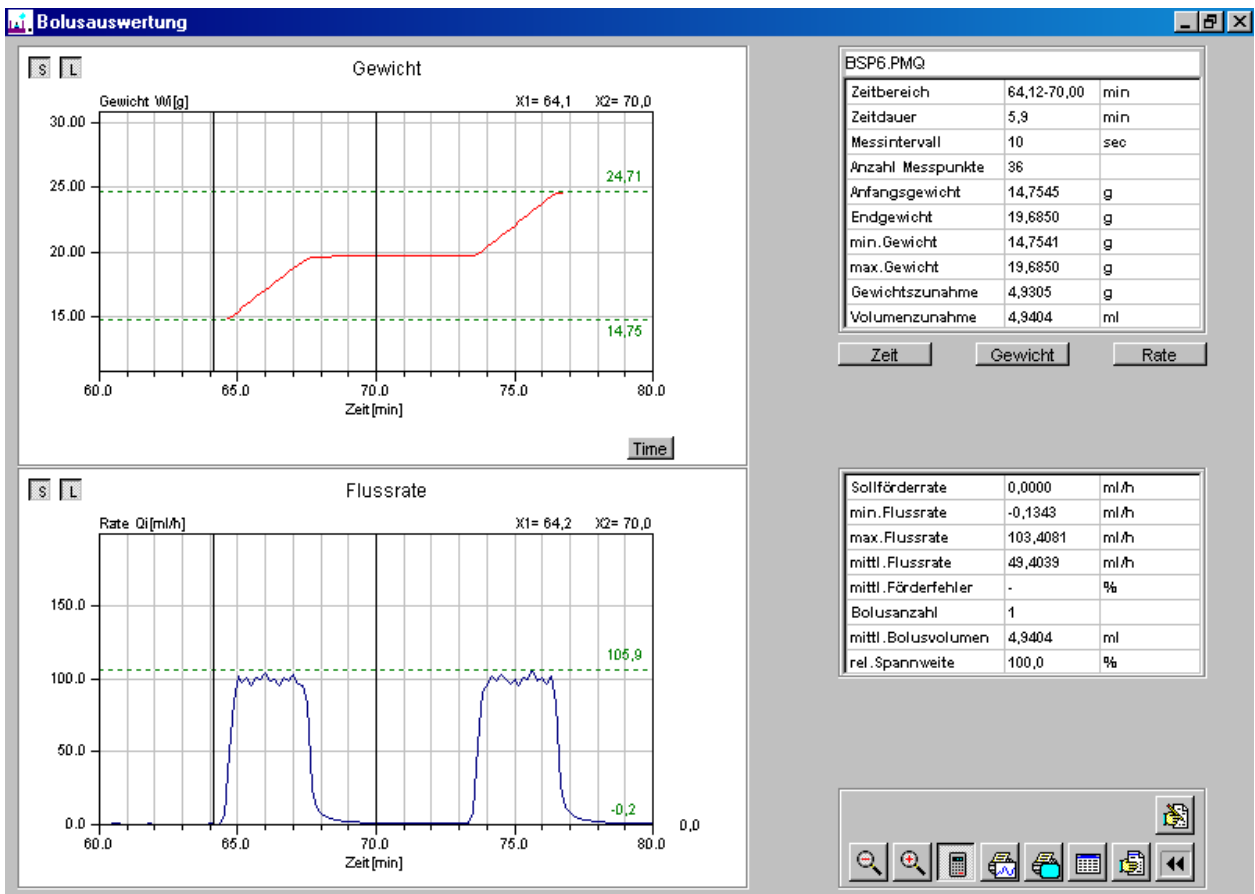 Bolusauswertung
S L Gewicht
Gewicht Wi[g] X1= 64,1 X2= 70,0
30.00
24,71
25.00
20.00
15.00
14,75
60.0 65.0 70.0 75.0 80.0
Zeit[min]
Time
S L Flussrate
Rate Qi[ml/h] X1= 64,2 X2= 70,0
150.0
105,9
100.0
50.0
-0,2
0.0 0,0
60.0 65.0 70.0 75.0 80.0
Zeit[min]
BSP6.PMQ
Zeitbereich 64,12-70,00 min
Zeitdauer 5,9 min
Messintervall 10 sec
Anzahl Messpunkte 36
Anfangsgewicht 14,7545 g
Endgewicht 19,6850 g
min.Gewicht 14,7541 g
max.Gewicht 19,6850 g
Gewichtszunahme 4,9305 g
Volumenzunahme 4,9404 ml
Zeit Gewicht Rate
Sollförderrate 0,0000 ml/h
min.Flussrate -0,1343 ml/h
max.Flussrate 103,4081 ml/h
mittl.Flussrate 49,4039 ml/h
mittl.Förderfehler - %
Bolusanzahl 1
mittl.Bolusvolumen 4,9404 ml
rel.Spannweite 100,0 %